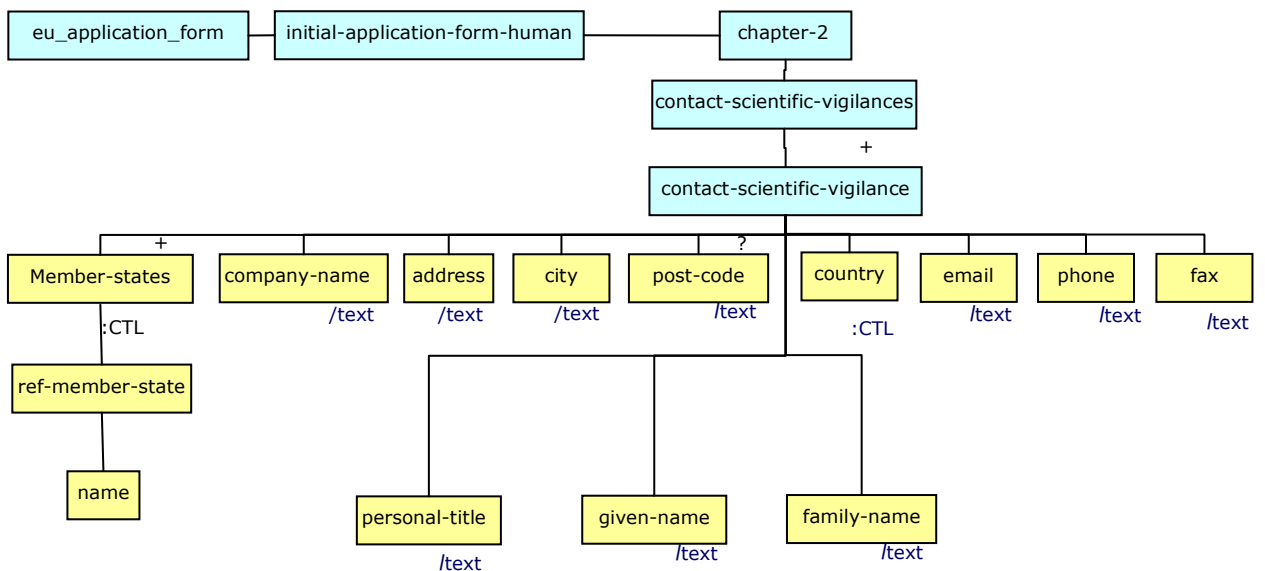 eu_application_form
initial-application-form-human
chapter-2
contact-scientific-vigilances
+
contact-scientific-vigilance
+
?
Member-states
company-name
address
city
post-code
country
email
phone
fax
/text
/text
/text
/text
:CTL
/text
/text
/text
:CTL
ref-member-state
name
personal-title
given-name
family-name
/text
/text
/text